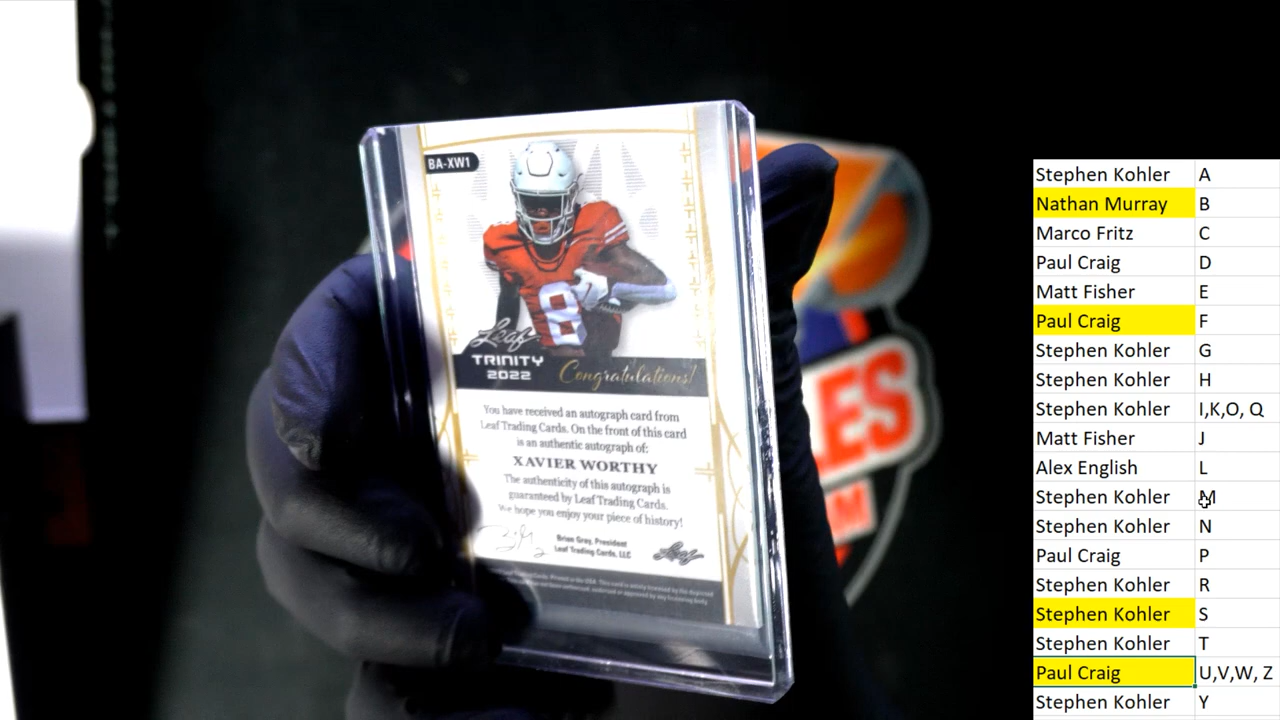 BA-XW1
8
Leaf
TRINITY
2022
Congratulations!
You have received an autograph card from
Leaf Trading Cards. On the front of this card
is an authentic autograph of:
XAVIER WORTHY
The authenticity of this autograph is
guaranteed by Leaf Trading Cards.
We hope you enjoy your piece of history!
Brian Gray, President
Leaf Trading Cards, LLC
Leaf
LES
M
Stephen Kohler A
Nathan Murray B
Marco Fritz C
Paul Craig D
Matt Fisher E
Paul Craig F
Stephen Kohler G
Stephen Kohler H
Stephen Kohler I,K,O, Q
Matt Fisher J
Alex English L
Stephen Kohler M
Stephen Kohler N
Paul Craig P
Stephen Kohler R
Stephen Kohler S
Stephen Kohler T
Paul Craig U,V,W, Z
Stephen Kohler Y